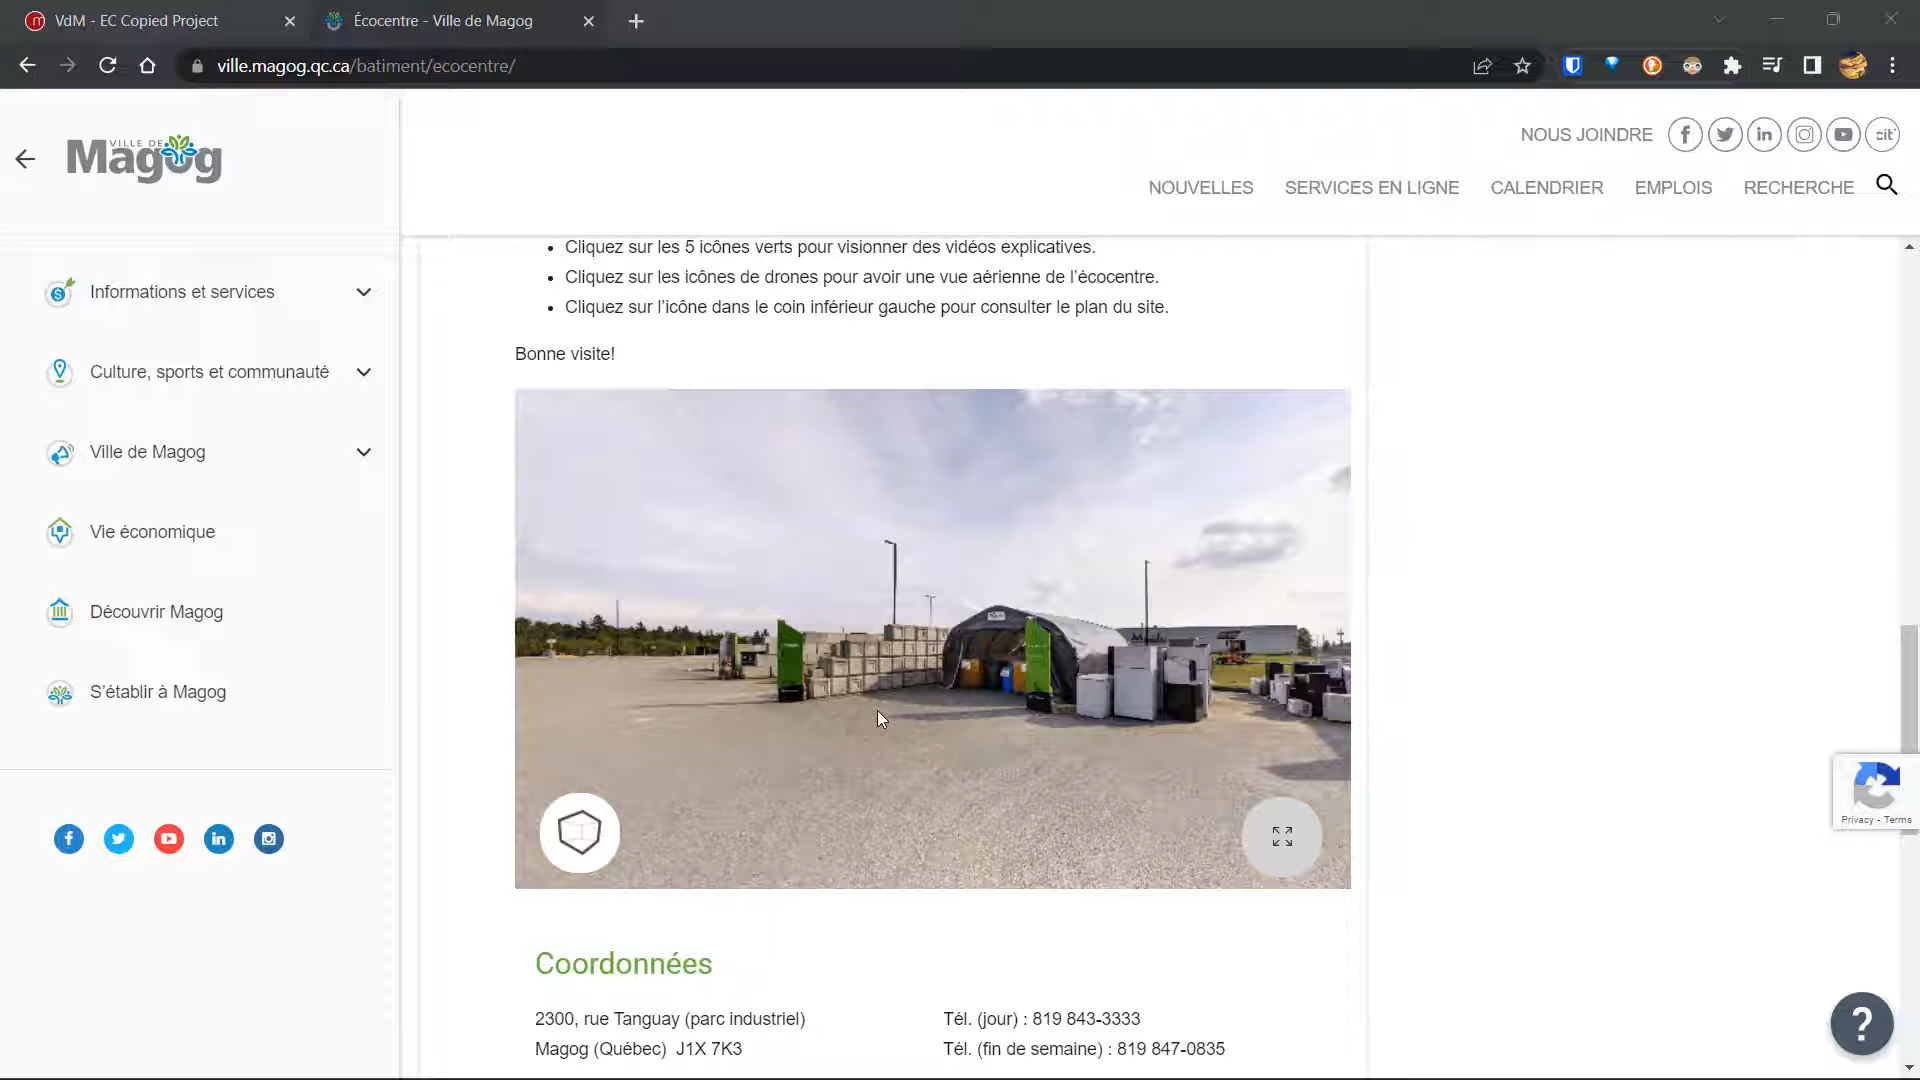 VdM - EC Copied Project
Écocentre - Ville de Magog
ville.magog.qc.ca/batiment/ecocentre/
VILLE DE
Magog
NOUS JOINDRE
cit'
NOUVELLES SERVICES EN LIGNE CALENDRIER EMPLOIS RECHERCHE
Informations et services
Culture, sports et communauté
Ville de Magog
Vie économique
Découvrir Magog
S'établir à Magog
• Cliquez sur les 5 icônes verts pour visionner des vidéos explicatives.
• Cliquez sur les icônes de drones pour avoir une vue aérienne de l'écocentre.
• Cliquez sur l'icône dans le coin inférieur gauche pour consulter le plan du site.
Bonne visite!
Coordonnées
2300, rue Tanguay (parc industriel)
Magog (Québec) J1X 7K3
Tél. (jour) : 819 843-3333
Tél. (fin de semaine) : 819 847-0835
Privacy - Terms
?